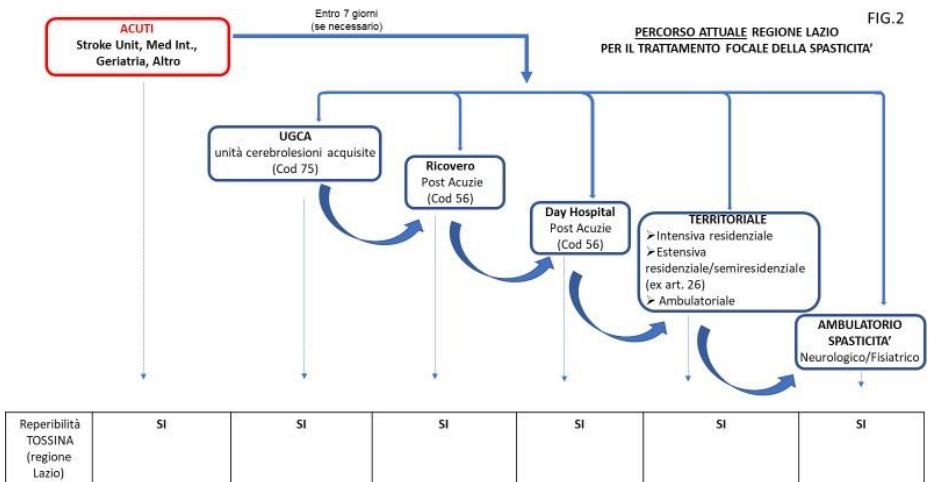 FIG.2
PERCORSO ATTUALE REGIONE LAZIO
PER IL TRATTAMENTO FOCALE DELLA SPASTICITA’
Entro 7 giorni
(se necessario)
ACUTI
Stroke Unit, Med Int.,
Geriatria, Altro
UGCA
unità cerebrolesioni acquisite
(Cod 75)
Ricovero
Post Acuzie
(Cod 56)
Day Hospital
Post Acuzie
(Cod 56)
TERRITORIALE
➢Intensiva residenziale
➢Estensiva
residenziale/semiresidenziale
(ex art. 26)
➢ Ambulatoriale
AMBULATORIO
SPASTICITA’
Neurologico/Fisiatrico
Reperibilità
TOSSINA
(regione
Lazio)
SI
SI
SI
SI
SI
SI